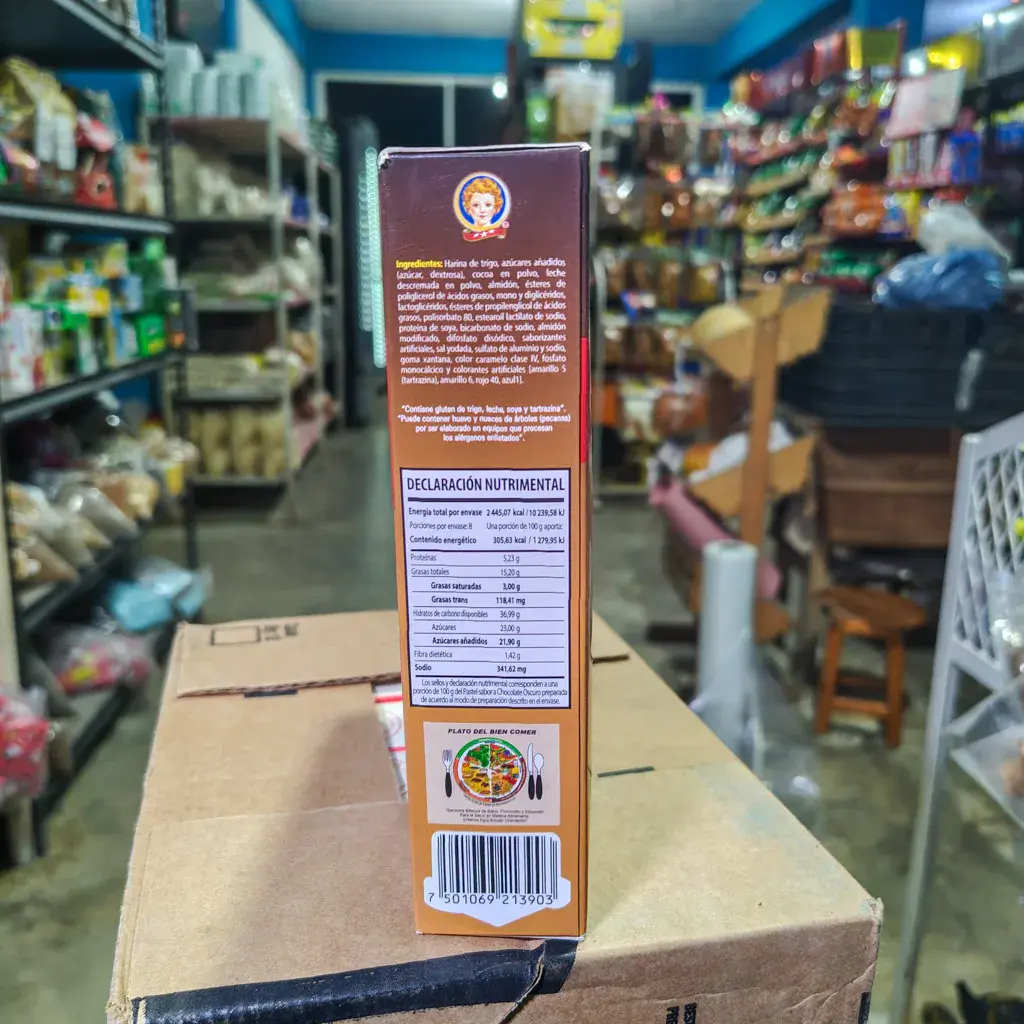 Ingredientes: Harina de trigo, azúcares añadidos
(azúcar, dextrosa), cocoa en polvo, leche
descremada en polvo, almidón, ésteres de
poliglicerol de ácidos grasos, mono y diglicéridos,
lactoglicéridos, ésteres de propilenglicol de ácidos
grasos, polisorbato 80, estearoil lactilato de sodio,
proteína de soya, bicarbonato de sodio, almidón
modificado, difosfato disódico, saborizantes
artificiales, sal yodada, sulfato de aluminio y sodio,
goma xantana, color caramelo clase IV, fosfato
monocálcico y colorantes artificiales [amarillo 5
(tartrazina), amarillo 6, rojo 40, azul1].
"Contiene gluten de trigo, leche, soya y tartrazina".
"Puede contener huevo y nueces de árboles (pecanas)
por ser elaborado en equipos que procesan
los alérgenos enlistados".
DECLARACIÓN NUTRIMENTAL
Energía total por envase 2 445,07 kcal /10 239,58 kJ
Porciones por envase: 8 Una porción de 100 g aporta:
Contenido energético 305,63 kcal / 1 279,95 kJ
Proteínas 5,23 g
Grasas totales 15,20 g
Grasas saturadas 3,00 g
Grasas trans 118,41 mg
Hidratos de carbono disponibles 36,99 g
Azúcares 23,00 g
Azúcares añadidos 21,90 g
Fibra dietética 1,42 g
Sodio 341,62 mg
Los sellos y declaración nutrimental corresponden a una
porción de 100 g del Pastel sabor a Chocolate Oscuro preparada
de acuerdo al modo de preparación descrito en el envase.
PLATO DEL BIEN COMER
7 501069 213903